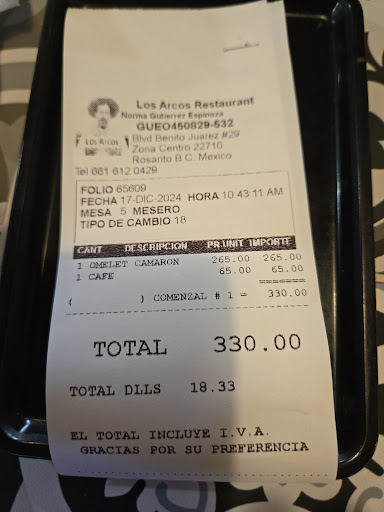 Los Arcos Restaurant
Norma Gutierrez Espinoza
GUEO450829-532
Blvd Benito Juarez #29
Zona Centro 22710
Rosarito B.C. Mexico
Los Arcos
Tel 661 612 0429
FOLIO 65609
FECHA 17-DIC-2024 HORA 10:43:11 AM
MESA 5 MESERO
TIPO DE CAMBIO 18
CANT DESCRIPCION PR.UNIT IMPORTE
1 OMELET CAMARON 265.00 265.00
1 CAFE 65.00 65.00
=======
( ) COMENZAL # 1 = 330.00
TOTAL 330.00
TOTAL DLLS 18.33
EL TOTAL INCLUYE I.V.A.
GRACIAS POR SU PREFERENCIA